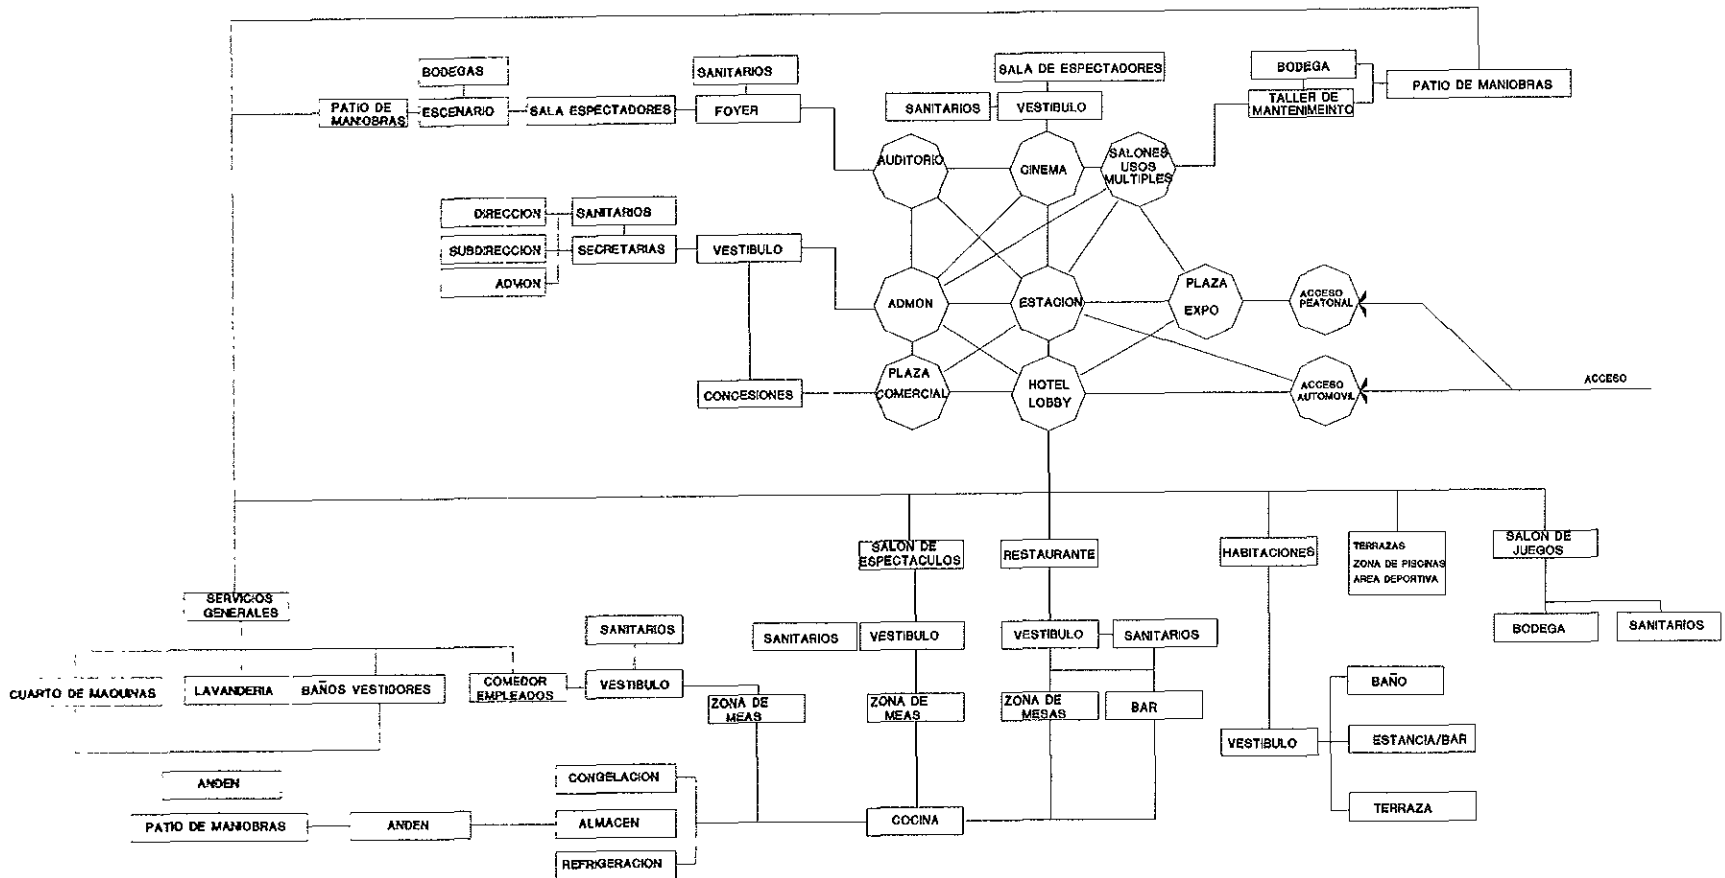 BODEGAS
SANITARIOS
SALA DE ESPECTADORES
BODEGA
PATIO DE MANIOBRAS
PATIO DE
MANIOBRAS
ESCENARIO
SALA ESPECTADORES
FOYER
SANITARIOS
VESTIBULO
TALLER DE
MANTENIMEINTO
AUDITORIO
CINEMA
SALONES
USOS
MULTIPLES
DIRECCION
SANITARIOS
SUBDIRECCION
SECRETARIAS
VESTIBULO
ADMON
ADMON
ESTACION
PLAZA
EXPO
ACCESO
PEATONAL
CONCESIONES
PLAZA
COMERCIAL
HOTEL
LOBBY
ACCESO
AUTOMOVIL
ACCESO
SALON DE
ESPECTACULOS
RESTAURANTE
HABITACIONES
TERRAZAS
ZONA DE PISCINAS
AREA DEPORTIVA
SALON DE
JUEGOS
SERVICIOS
GENERALES
SANITARIOS
SANITARIOS
VESTIBULO
VESTIBULO
SANITARIOS
BODEGA
SANITARIOS
CUARTO DE MAQUINAS
LAVANDERIA
BAÑOS VESTIDORES
COMEDOR
EMPLEADOS
VESTIBULO
ZONA DE
MEAS
ZONA DE
MEAS
ZONA DE
MESAS
BAR
BAÑO
VESTIBULO
ESTANCIA/BAR
ANDEN
CONGELACION
TERRAZA
PATIO DE MANIOBRAS
ANDEN
ALMACEN
COCINA
REFRIGERACION